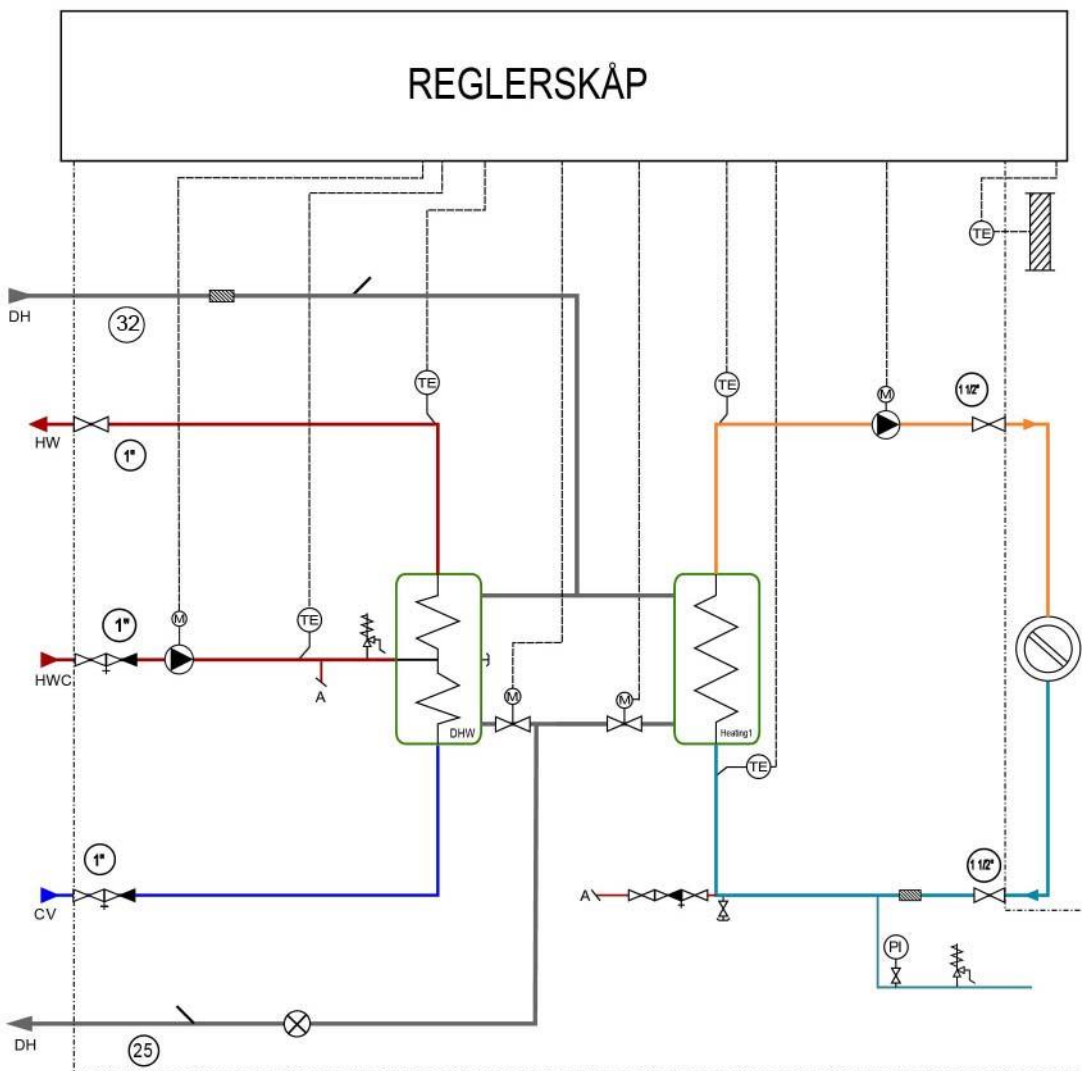 REGLERSKÅP
TE
DH
32
TE
TE
M
1 1/2"
HW
1"
1"
M
TE
HWC
A
M
M
DHW
Heating1
TE
1"
1 1/2"
CV
A
PI
DH
25